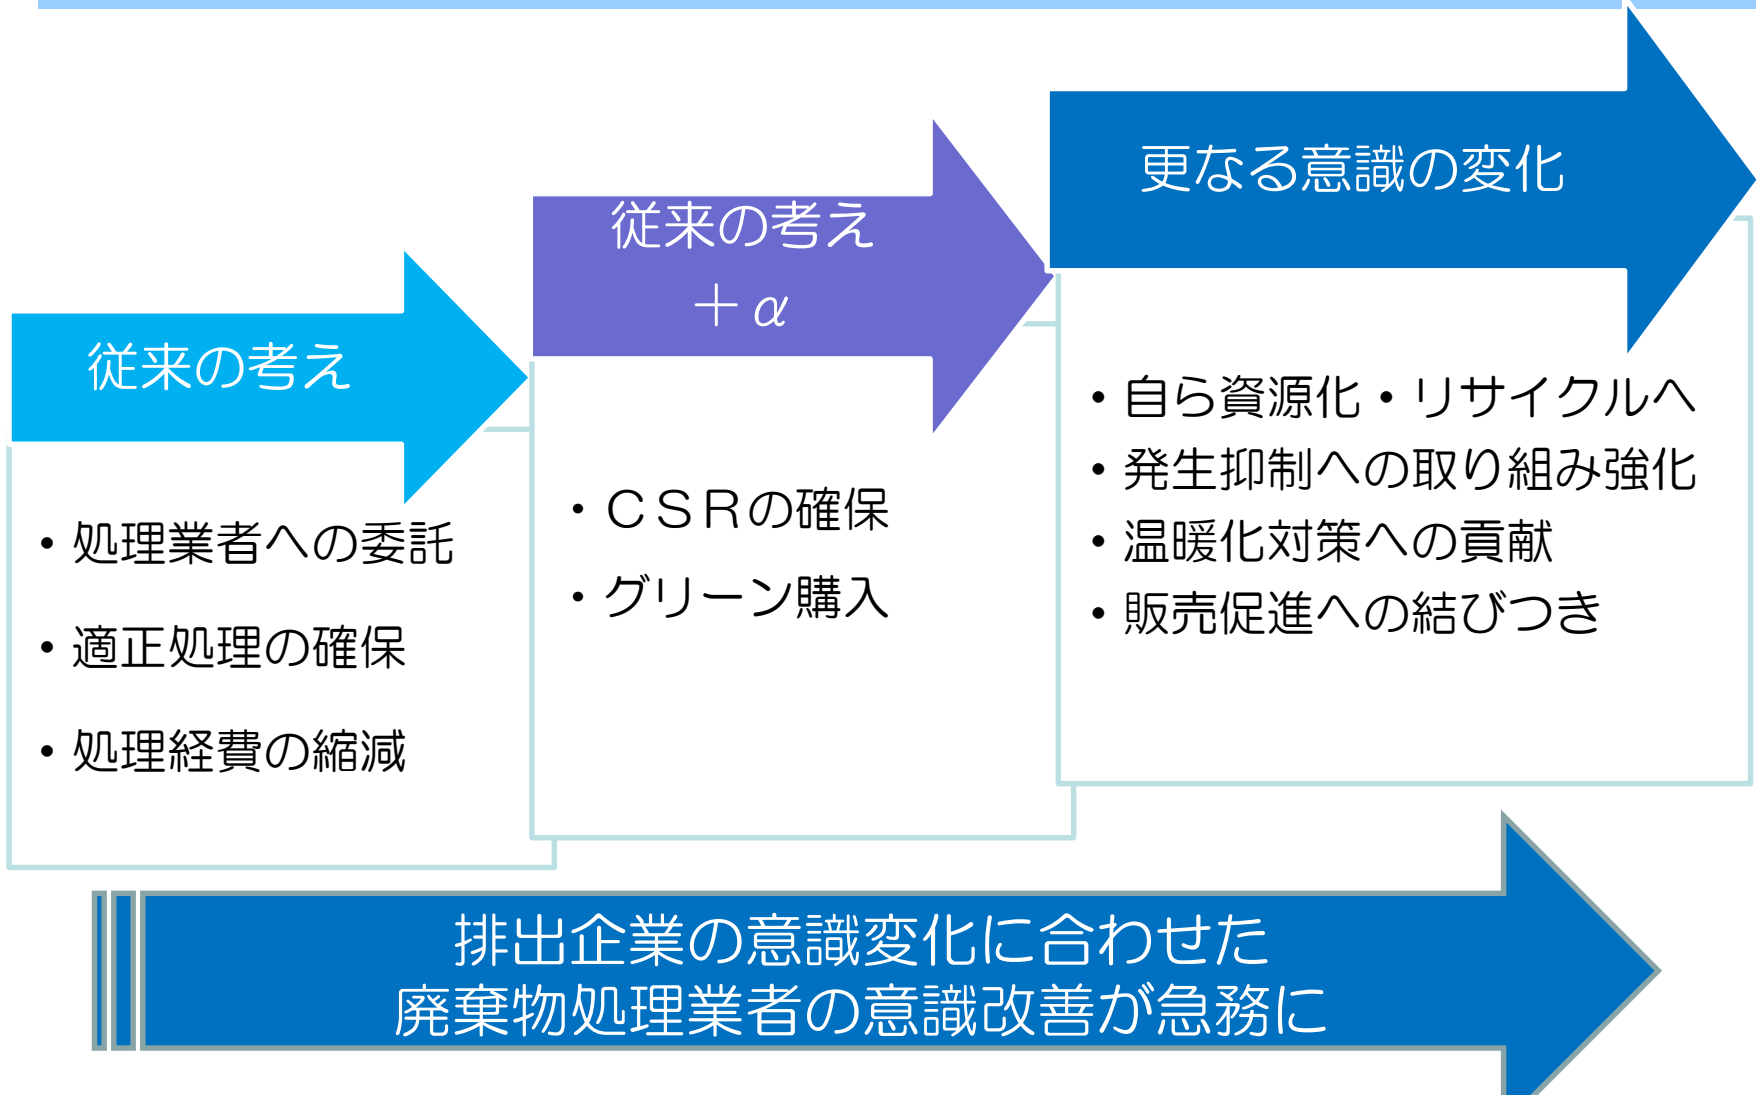 従来の考え
・処理業者への委託
・適正処理の確保
・処理経費の縮減
従来の考え
＋α
・ＣＳＲの確保
・グリーン購入
更なる意識の変化
・自ら資源化・リサイクルへ
・発生抑制への取り組み強化
・温暖化対策への貢献
・販売促進への結びつき
排出企業の意識変化に合わせた
廃棄物処理業者の意識改善が急務に